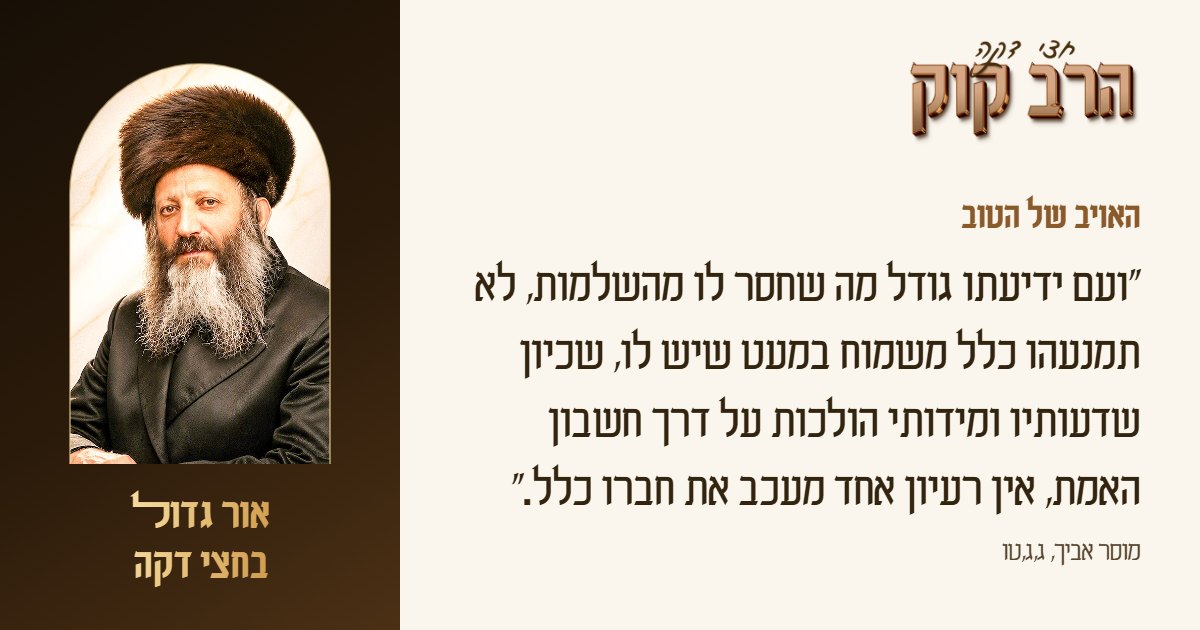 חצי דקה
הרב קוק
האויב של הטוב
"ועם ידיעתו גודל מה שחסר לו מהשלמות, לא
תמנעהו כלל משמוח במעט שיש לו, שכיון
שדעותיו ומידותי הולכות על דרך חשבון
האמת, אין רעיון אחד מעכב את חברו כלל."
מוסר אביך, ג,ג,טו
אור גדול
בחצי דקה